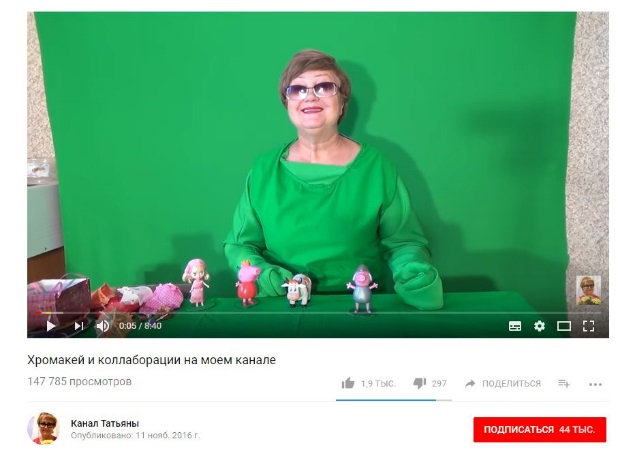 0:05 / 8:40
Хромакей и коллаборации на моем канале
147 785 просмотров
1,9 ТЫС.
297
ПОДЕЛИТЬСЯ
Канал Татьяны
Опубликовано: 11 нояб. 2016 г.
ПОДПИСАТЬСЯ 44 ТЫС.